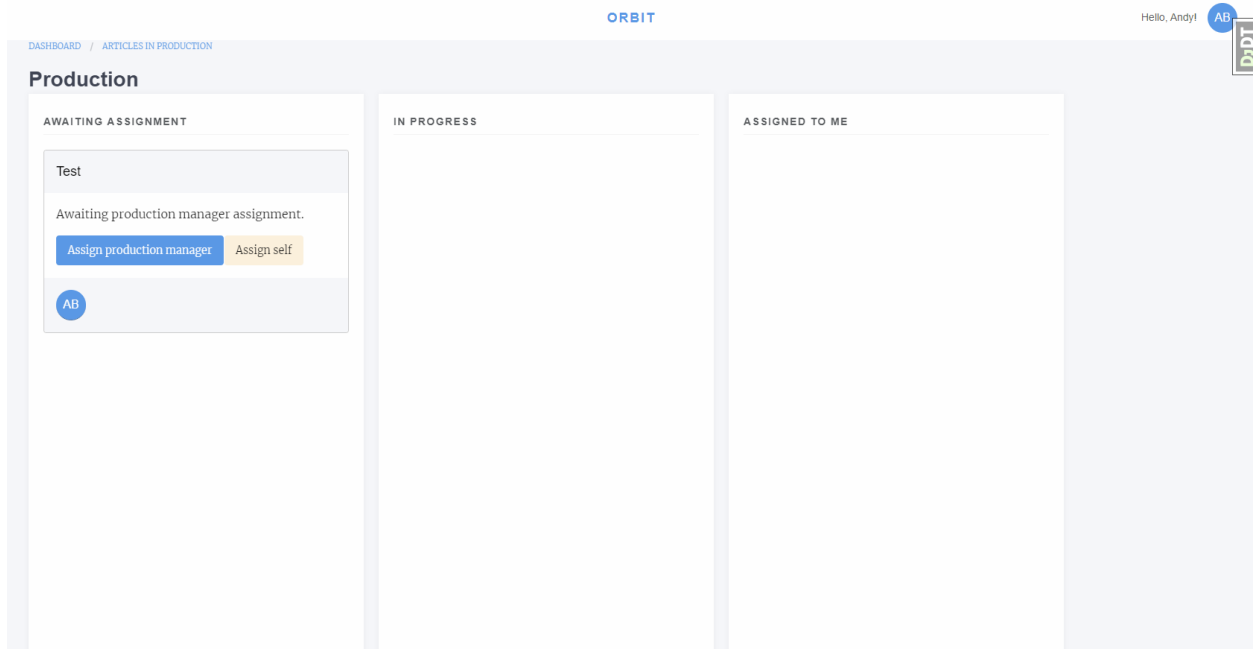 ORBIT
Hello, Andy!
AB
DjDT
DASHBOARD / ARTICLES IN PRODUCTION
Production
AWAITING ASSIGNMENT
Test
Awaiting production manager assignment.
Assign production manager
Assign self
AB
IN PROGRESS
ASSIGNED TO ME